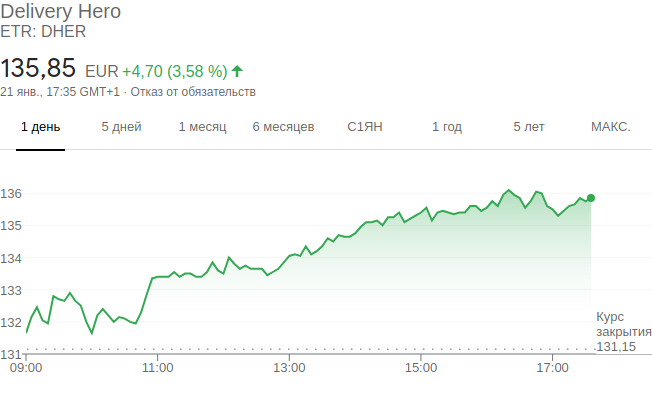 Delivery Hero
ETR: DHER
135,85 EUR +4,70 (3,58 %)
21 янв., 17:35 GMT+1 · Отказ от обязательств
1 день 5 дней 1 месяц 6 месяцев С1ЯН 1 год 5 лет МАКС.
136
135
134
133
132
131
Курс
закрытия
131,15
09:00 11:00 13:00 15:00 17:00